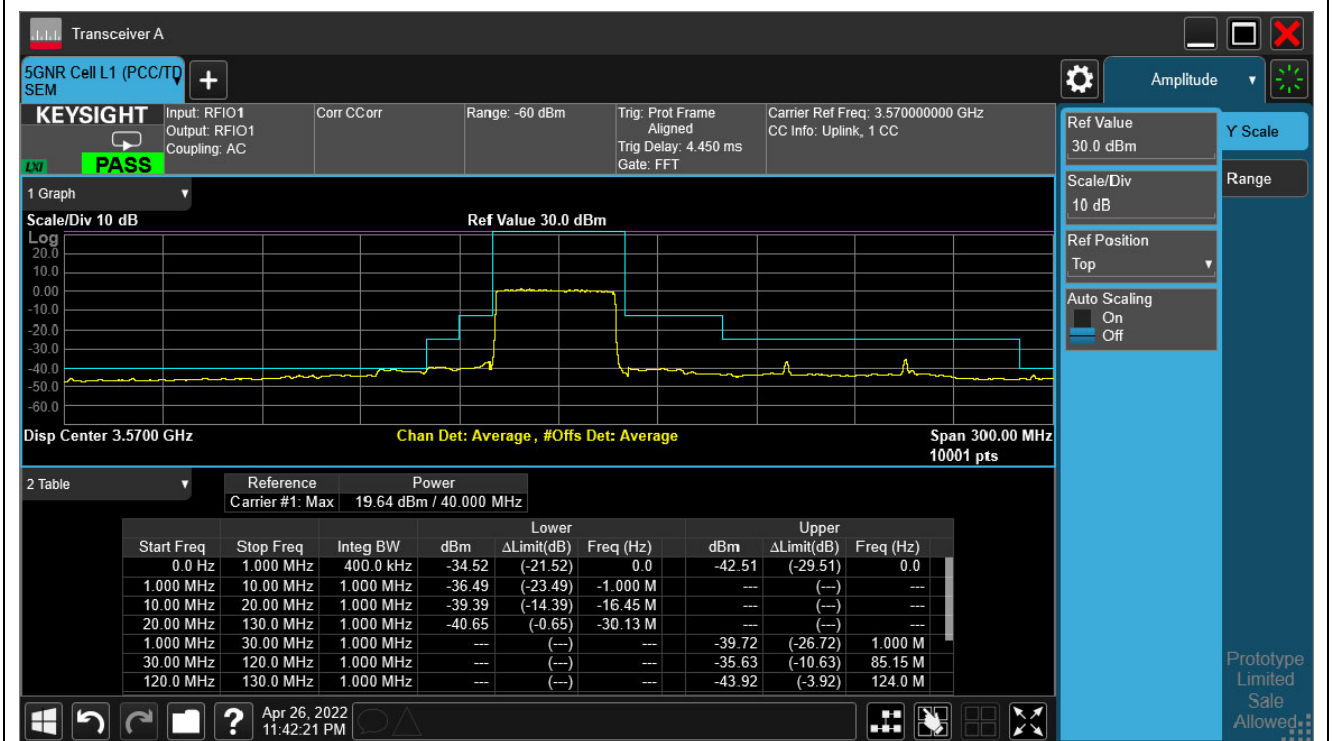 Transceiver A
5GNR Cell L1 (PCC/TD
SEM
+
Amplitude
KEYSIGHT
LXI
PASS
Input: RFIO1
Output: RFIO1
Coupling: AC
Corr CCorr
Range: -60 dBm
Trig: Prot Frame
Aligned
Trig Delay: 4.450 ms
Gate: FFT
Carrier Ref Freq: 3.570000000 GHz
CC Info: Uplink, 1 CC
Ref Value
30.0 dBm
Scale/Div
10 dB
Ref Position
Top
Auto Scaling
On
Off
Y Scale
Range
1 Graph
Scale/Div 10 dB
Ref Value 30.0 dBm
Log
20.0
10.0
0.00
-10.0
-20.0
-30.0
-40.0
-50.0
-60.0
Disp Center 3.5700 GHz
Chan Det: Average , #Offs Det: Average
Span 300.00 MHz
10001 pts
2 Table
Reference Power
Carrier #1: Max 19.64 dBm / 40.000 MHz
Lower Upper
Start Freq Stop Freq Integ BW dBm ΔLimit(dB) Freq (Hz) dBm ΔLimit(dB) Freq (Hz)
0.0 Hz 1.000 MHz 400.0 kHz -34.52 (-21.52) 0.0 -42.51 (-29.51) 0.0
1.000 MHz 10.00 MHz 1.000 MHz -36.49 (-23.49) -1.000 M --- (---) ---
10.00 MHz 20.00 MHz 1.000 MHz -39.39 (-14.39) -16.45 M --- (---) ---
20.00 MHz 130.0 MHz 1.000 MHz -40.65 (-0.65) -30.13 M --- (---) ---
1.000 MHz 30.00 MHz 1.000 MHz --- (---) --- -39.72 (-26.72) 1.000 M
30.00 MHz 120.0 MHz 1.000 MHz --- (---) --- -35.63 (-10.63) 85.15 M
120.0 MHz 130.0 MHz 1.000 MHz --- (---) --- -43.92 (-3.92) 124.0 M
Prototype
Limited
Sale
Allowed
?
Apr 26, 2022
11:42:21 PM